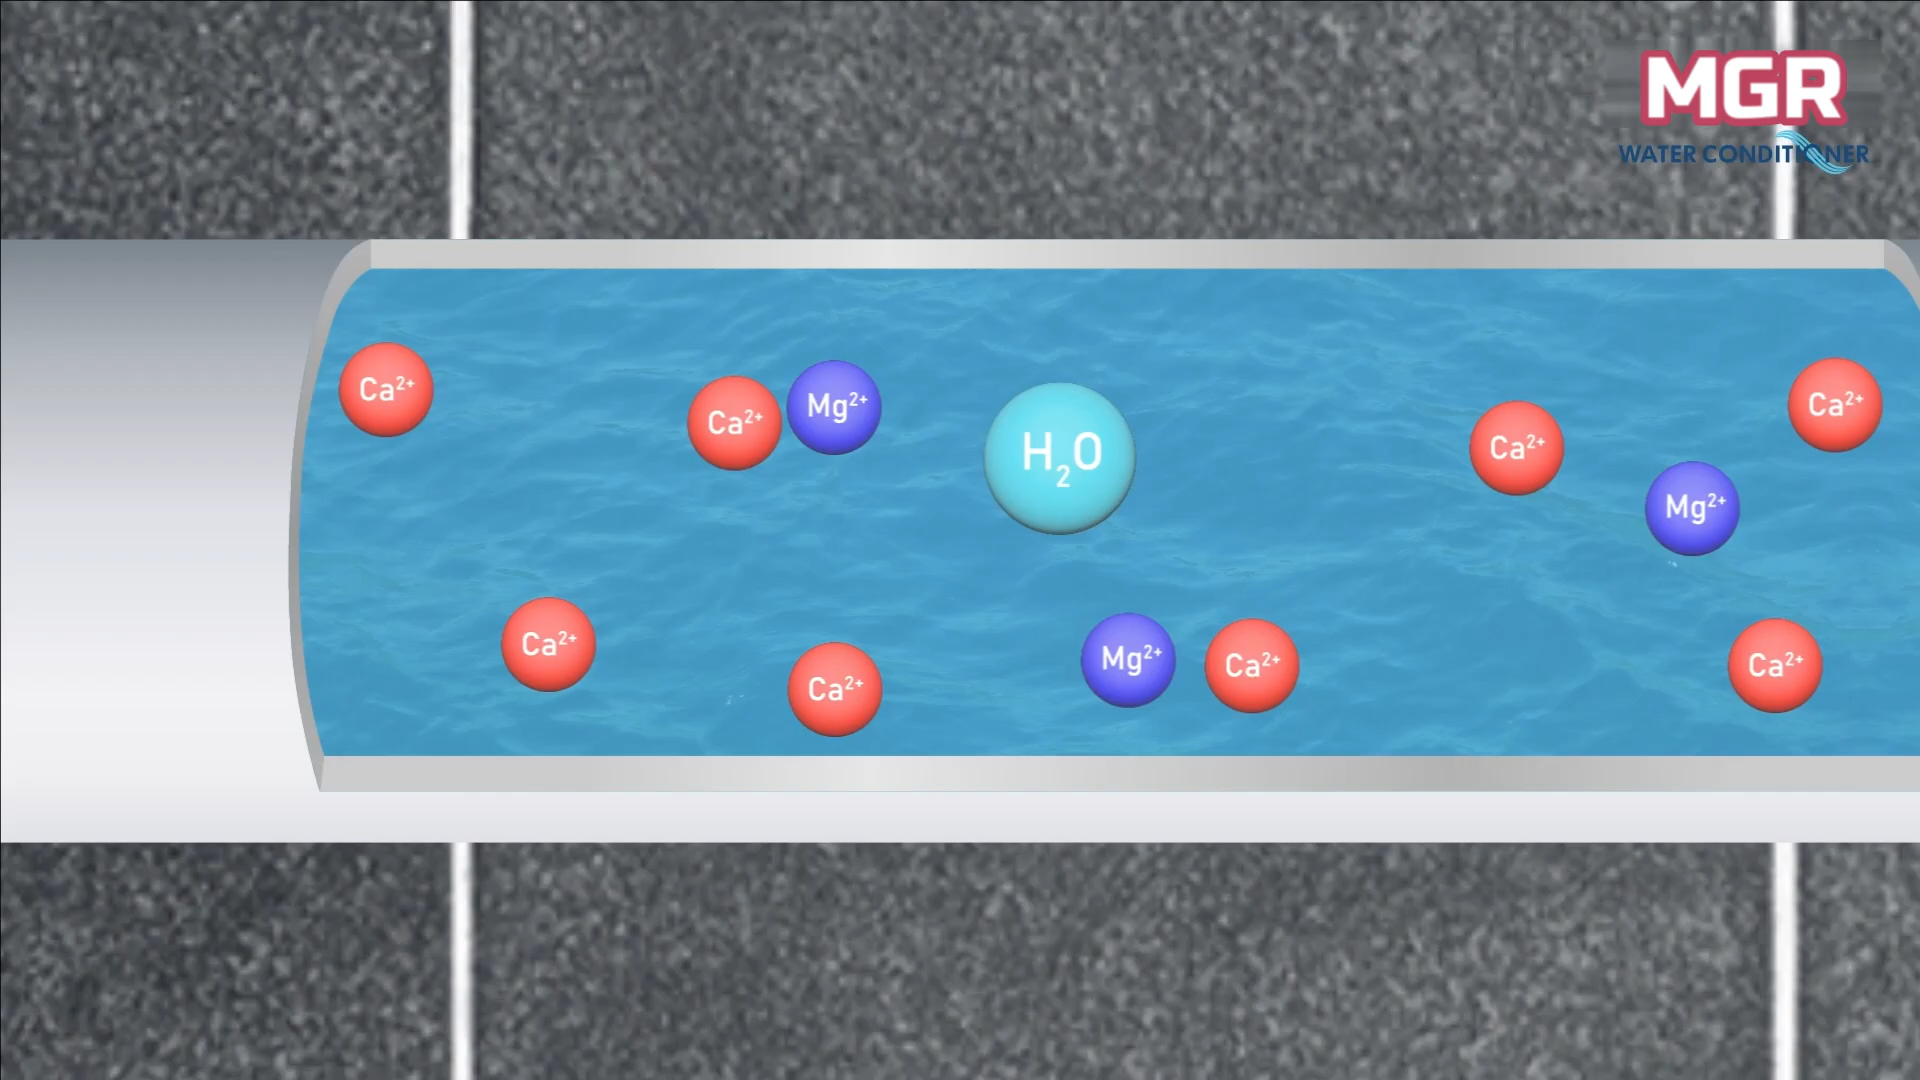 MGR
WATER CONDITIONER
Ca²⁺
Ca²⁺
Mg²⁺
H₂O
Ca²⁺
Mg²⁺
Ca²⁺
Ca²⁺
Ca²⁺
Mg²⁺
Ca²⁺
Ca²⁺